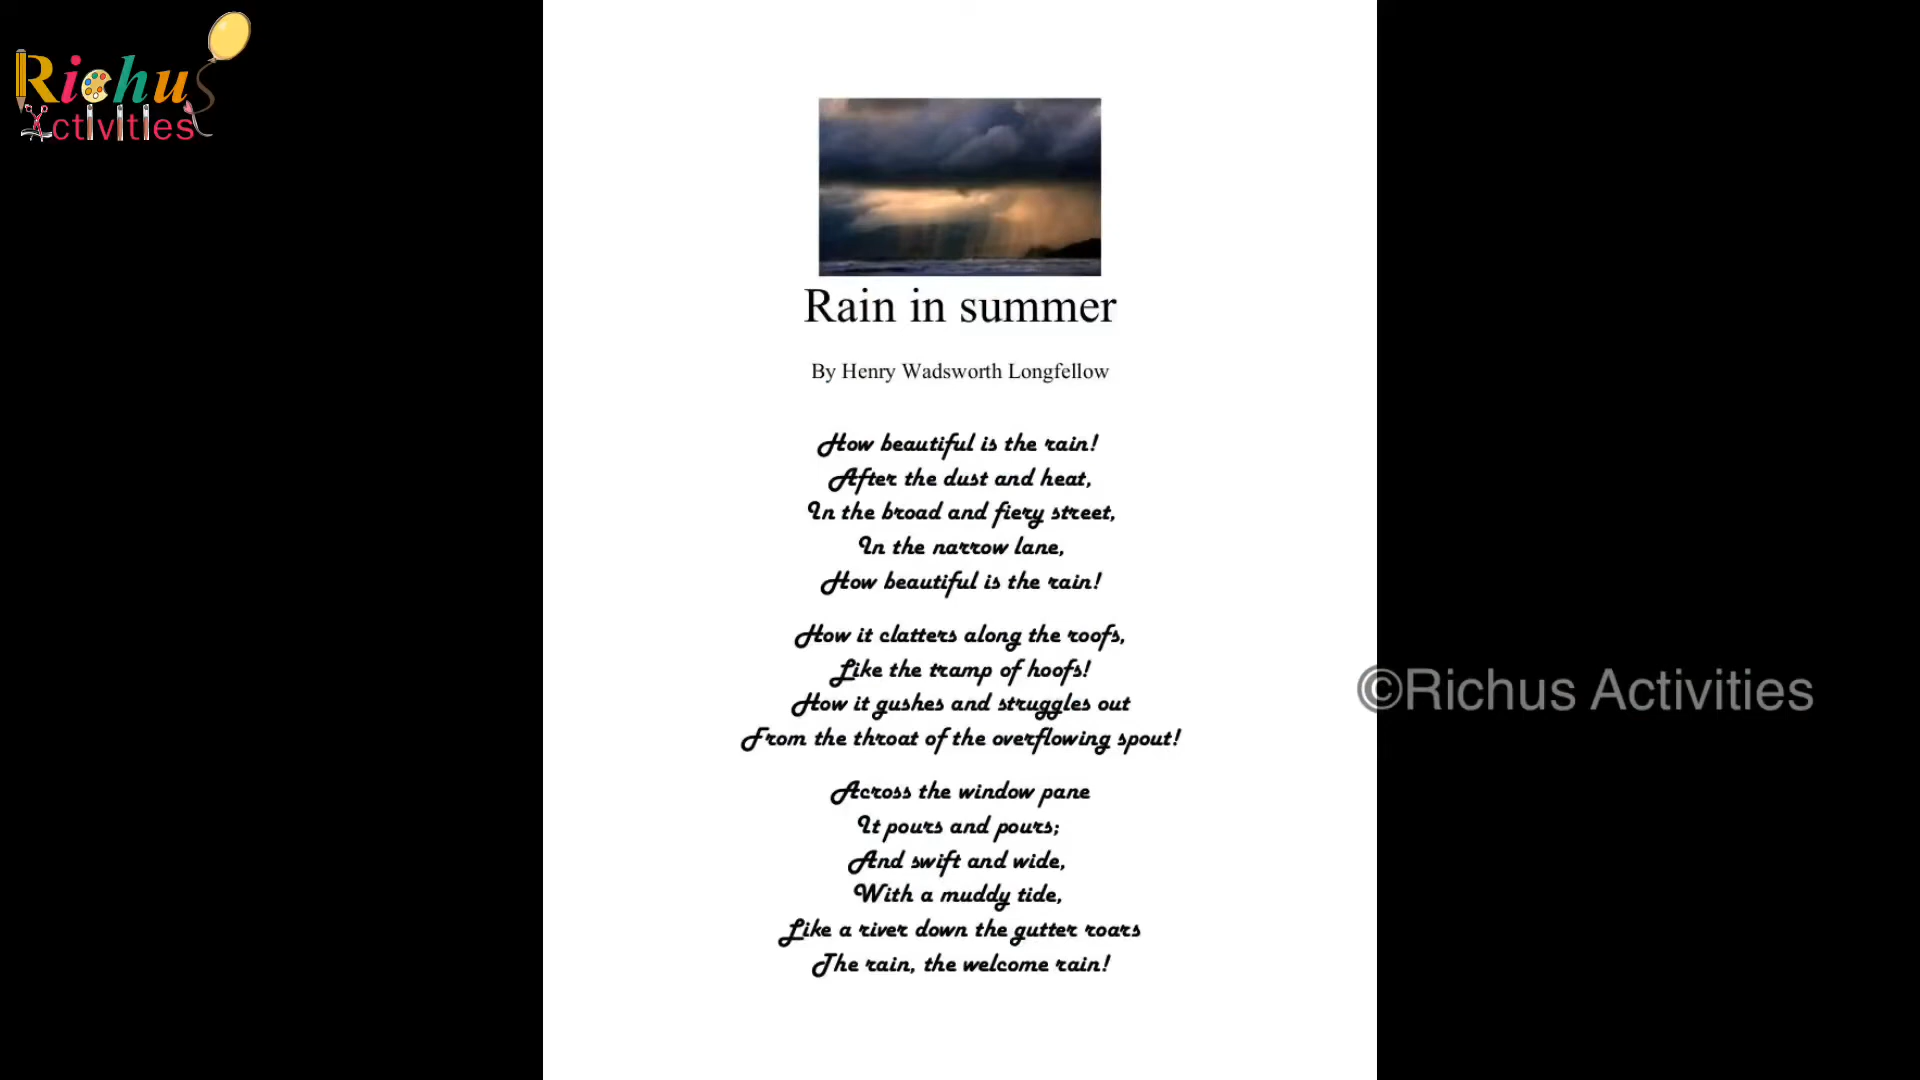 Richus
Activities
Rain in summer
By Henry Wadsworth Longfellow
How beautiful is the rain!
After the dust and heat,
In the broad and fiery street,
In the narrow lane,
How beautiful is the rain!
How it clatters along the roofs,
Like the tramp of hoofs!
How it gushes and struggles out
From the throat of the overflowing spout!
Across the window pane
It pours and pours;
And swift and wide,
With a muddy tide,
Like a river down the gutter roars
The rain, the welcome rain!
©Richus Activities